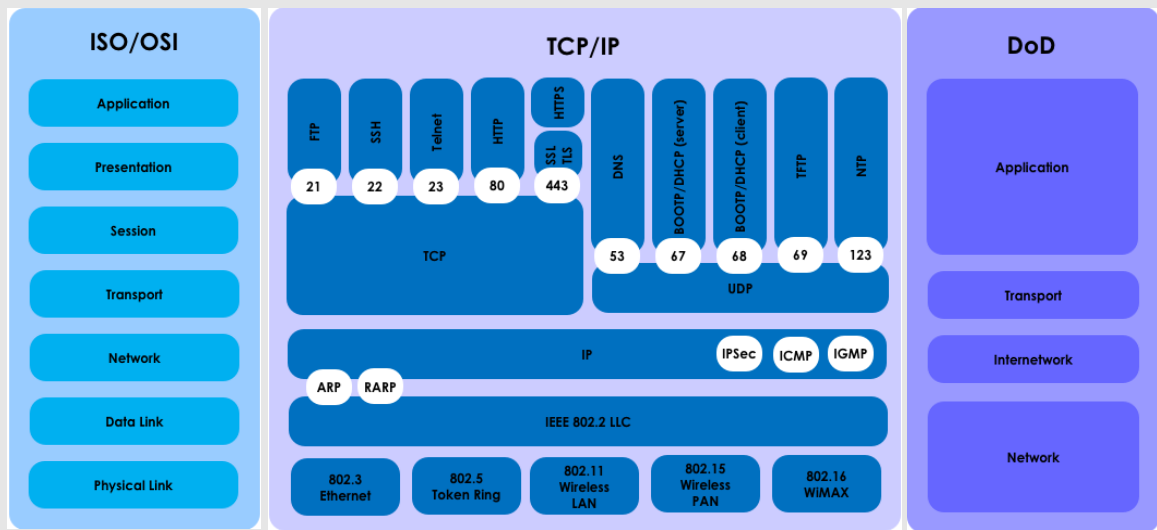 ISO/OSI
Application
Presentation
Session
Transport
Network
Data Link
Physical Link
TCP/IP
FTP
SSH
Telnet
HTTP
HTTPS
SSL
TLS
DNS
BOOTP/DHCP (server)
BOOTP/DHCP (client)
TFTP
NTP
21
22
23
80
443
53
67
68
69
123
TCP
UDP
IP
IPSec
ICMP
IGMP
ARP
RARP
IEEE 802.2 LLC
802.3
Ethernet
802.5
Token Ring
802.11
Wireless
LAN
802.15
Wireless
PAN
802.16
WiMAX
DoD
Application
Transport
Internetwork
Network